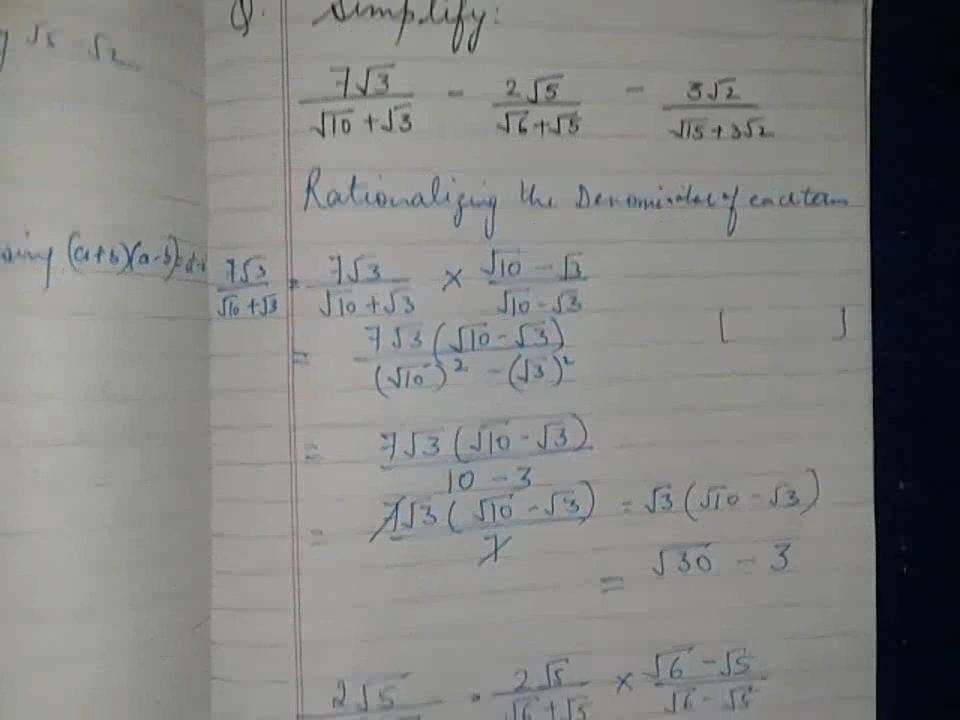 √5 √2
Q. Simplify:
7√3/(√10 + √3) - 2√5/(√6 + √5) - 3√2/(√15 + 3√2)
Rationalizing the Denominator of each term
(a+b)(a-b)= 7√3/(√10 + √3) = 7√3/(√10 + √3) × (√10 - √3)/(√10 - √3)
= 7√3(√10 - √3)/((√10)² - (√3)²) [ ]
= 7√3(√10 - √3)/(10 - 3)
= 7√3(√10 - √3)/7 = √3(√10 - √3)
= √30 - 3
2√5 = 2√5/(√6 + √5) × (√6 - √5)/(√6 - √5)